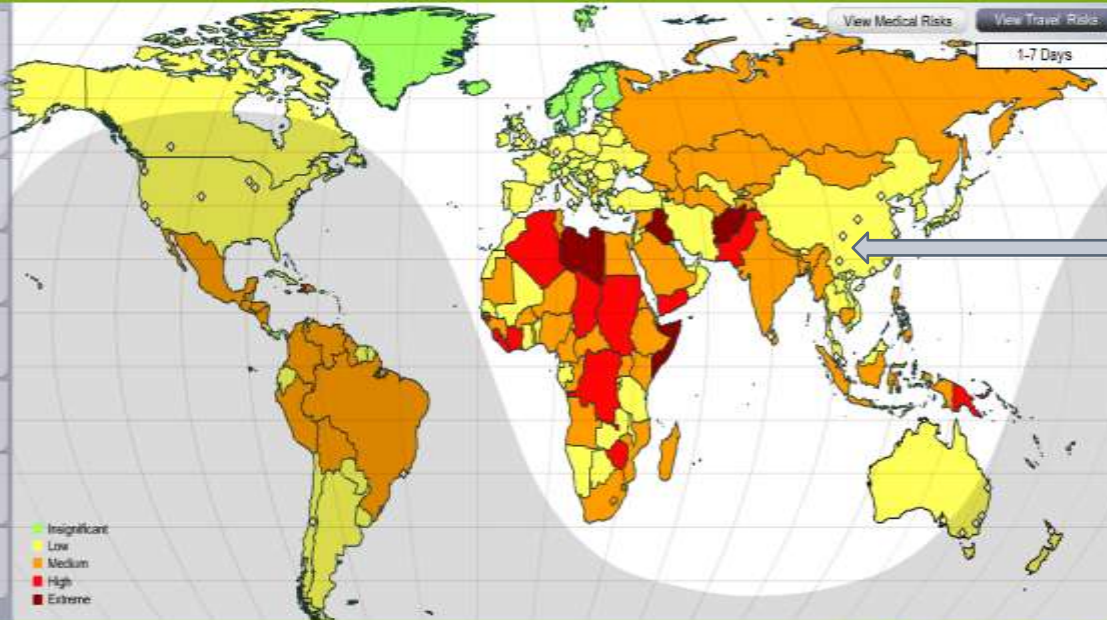 View Medical Risks
View Travel Risks
1-7 Days
Insignificant
Low
Medium
High
Extreme